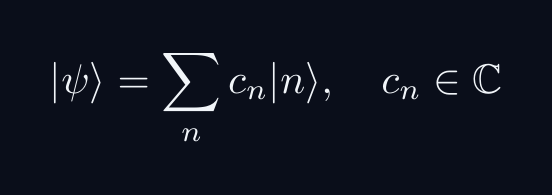 |ψ⟩ = ∑ₙ cₙ|n⟩, cₙ ∈ ℂ